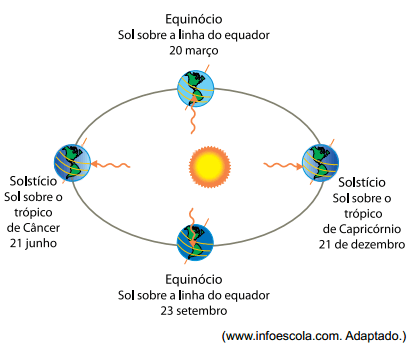 Equinócio
Sol sobre a linha do equador
20 março
Solstício
Sol sobre o
trópico
de Câncer
21 junho
Solstício
Sol sobre o
trópico
de Capricórnio
21 de dezembro
Equinócio
Sol sobre a linha do equador
23 setembro
(www.infoescola.com. Adaptado.)